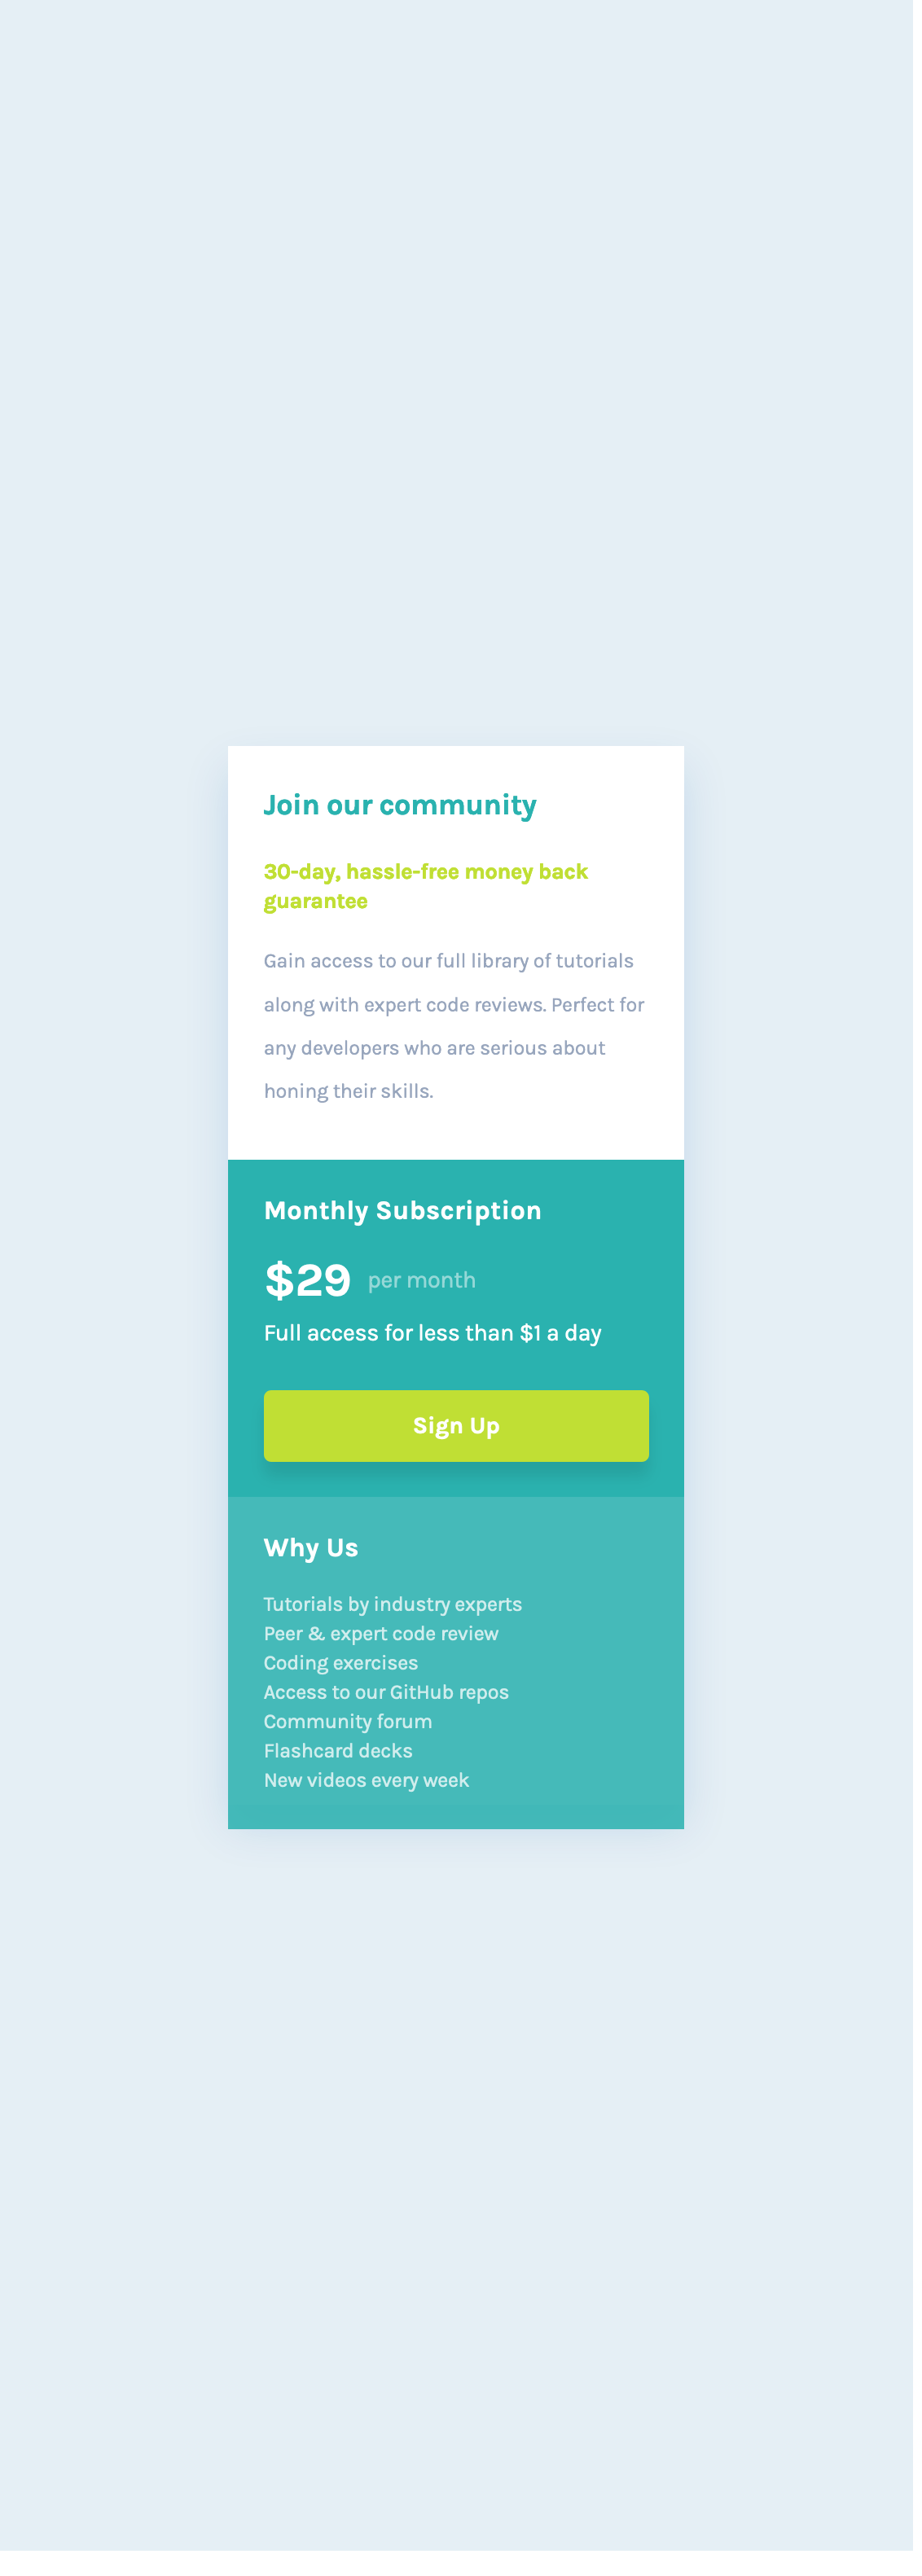 Join our community
30-day, hassle-free money back
guarantee
Gain access to our full library of tutorials
along with expert code reviews. Perfect for
any developers who are serious about
honing their skills.
Monthly Subscription
$29 per month
Full access for less than $1 a day
Sign Up
Why Us
Tutorials by industry experts
Peer & expert code review
Coding exercises
Access to our GitHub repos
Community forum
Flashcard decks
New videos every week